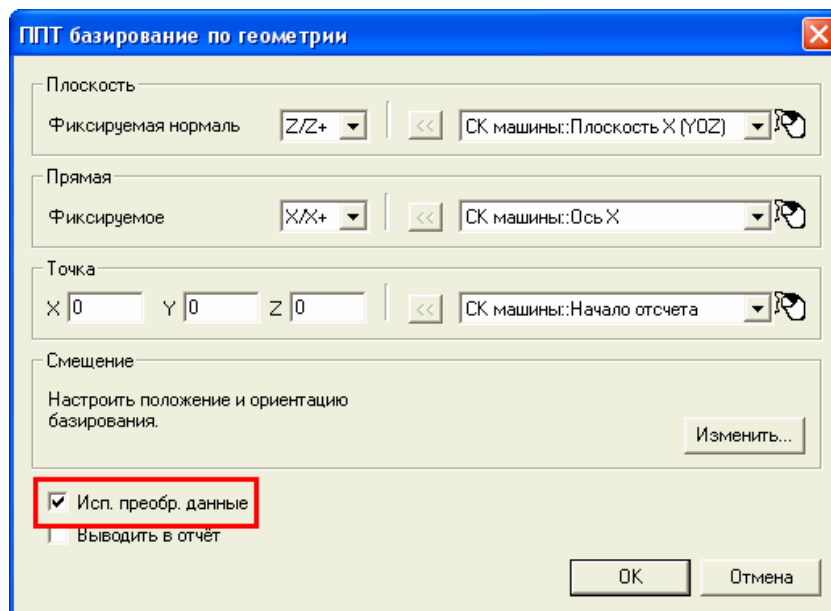 ППТ базирование по геометрии
Плоскость
Фиксируемая нормаль Z/Z+ << СК машины::Плоскость X (YOZ)
Прямая
Фиксируемое X/X+ << СК машины::Ось X
Точка
X 0 Y 0 Z 0 << СК машины::Начало отсчета
Смещение
Настроить положение и ориентацию
базирования.
Изменить...
Исп. преобр. данные
Выводить в отчёт
OK Отмена